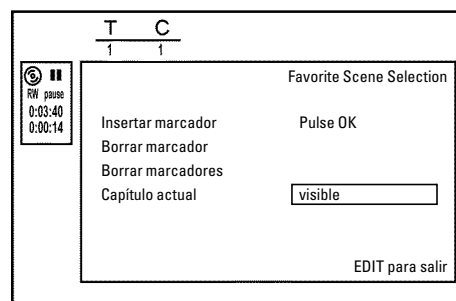 T C
1 1
RW pause
0:03:40
0:00:14
Favorite Scene Selection
Insertar marcador Pulse OK
Borrar marcador
Borrar marcadores
Capítulo actual visible
EDIT para salir